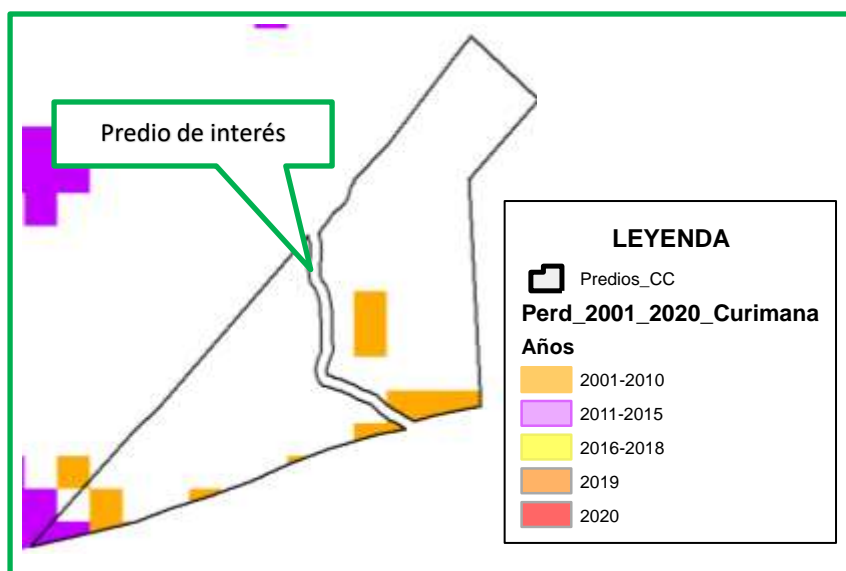 Predio de interés
LEYENDA
Predios_CC
Perd_2001_2020_Curimana
Años
2001-2010
2011-2015
2016-2018
2019
2020